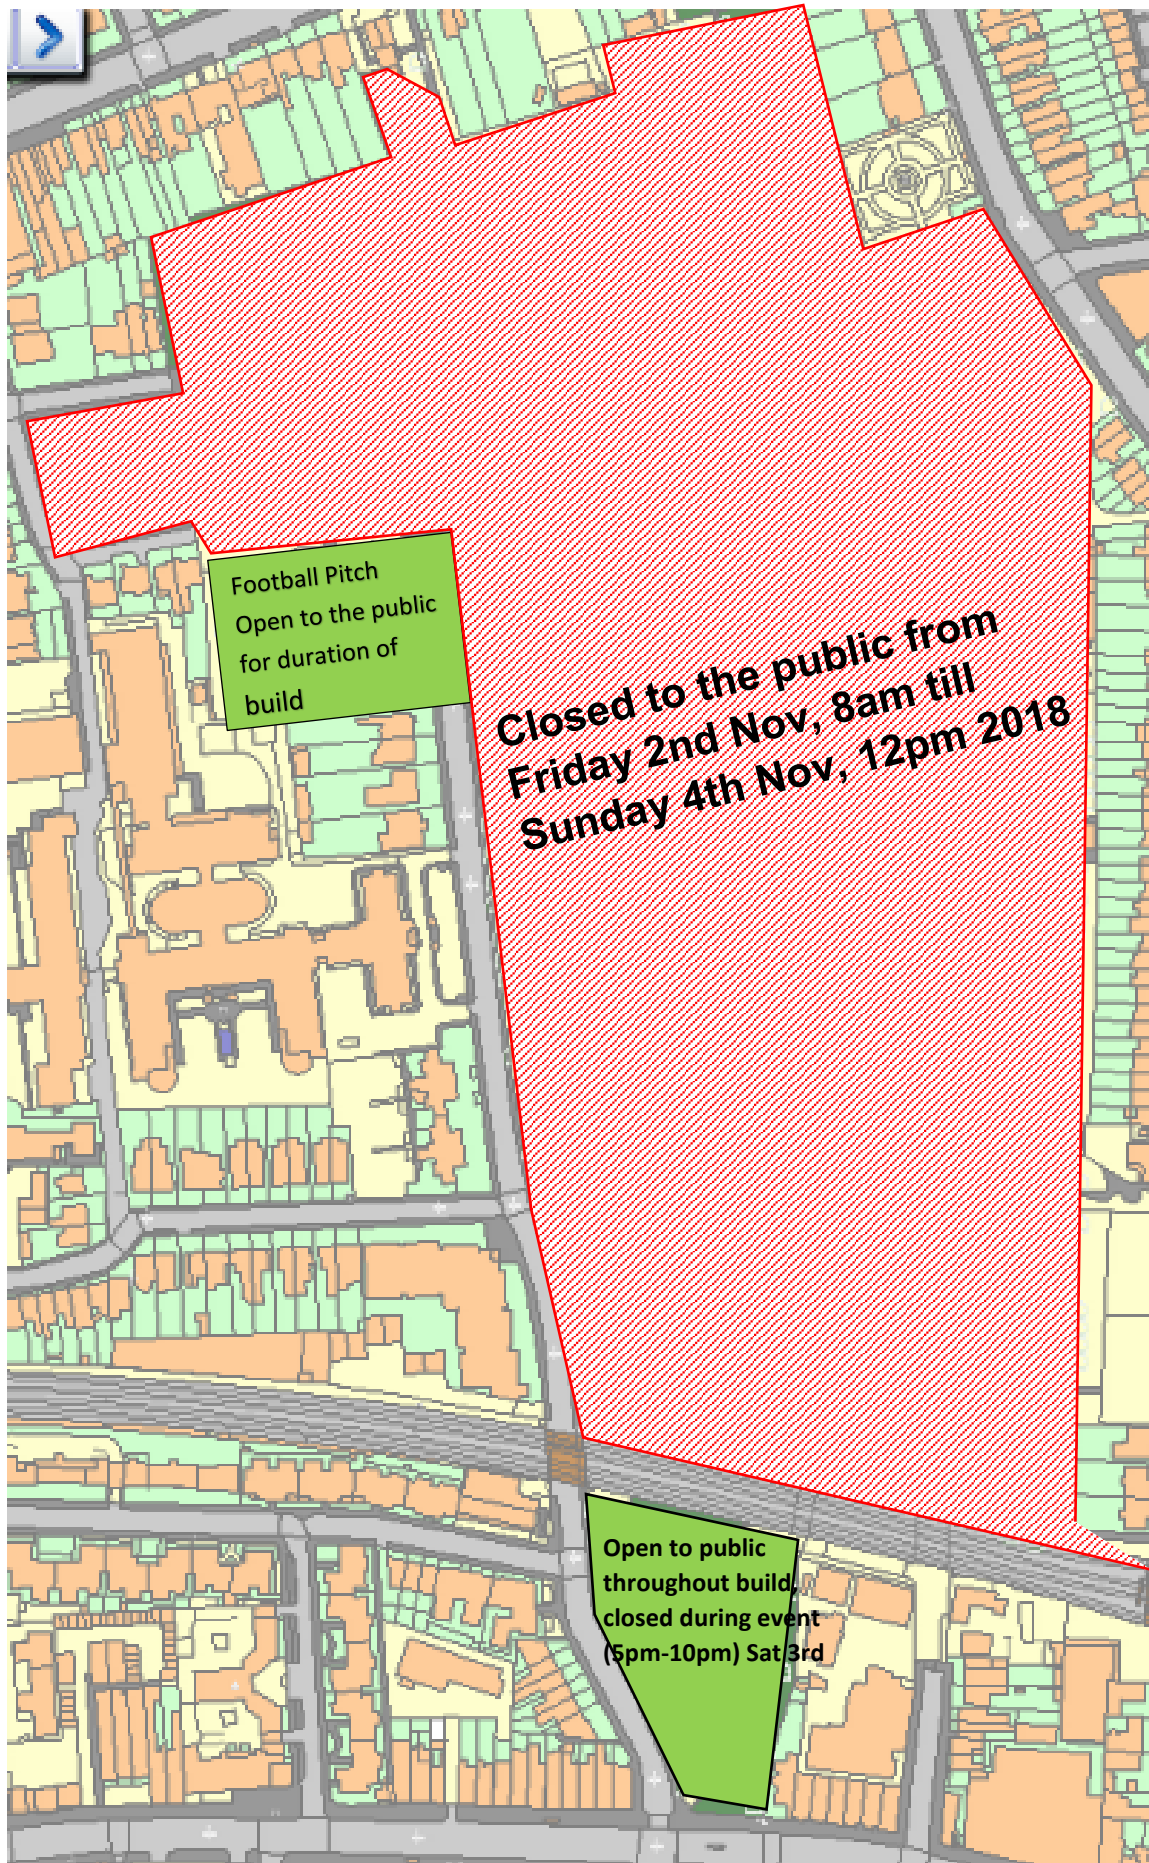 Football Pitch
Open to the public
for duration of
build
Closed to the public from
Friday 2nd Nov, 8am till
Sunday 4th Nov, 12pm 2018
Open to public
throughout build,
closed during event
(5pm-10pm) Sat 3rd